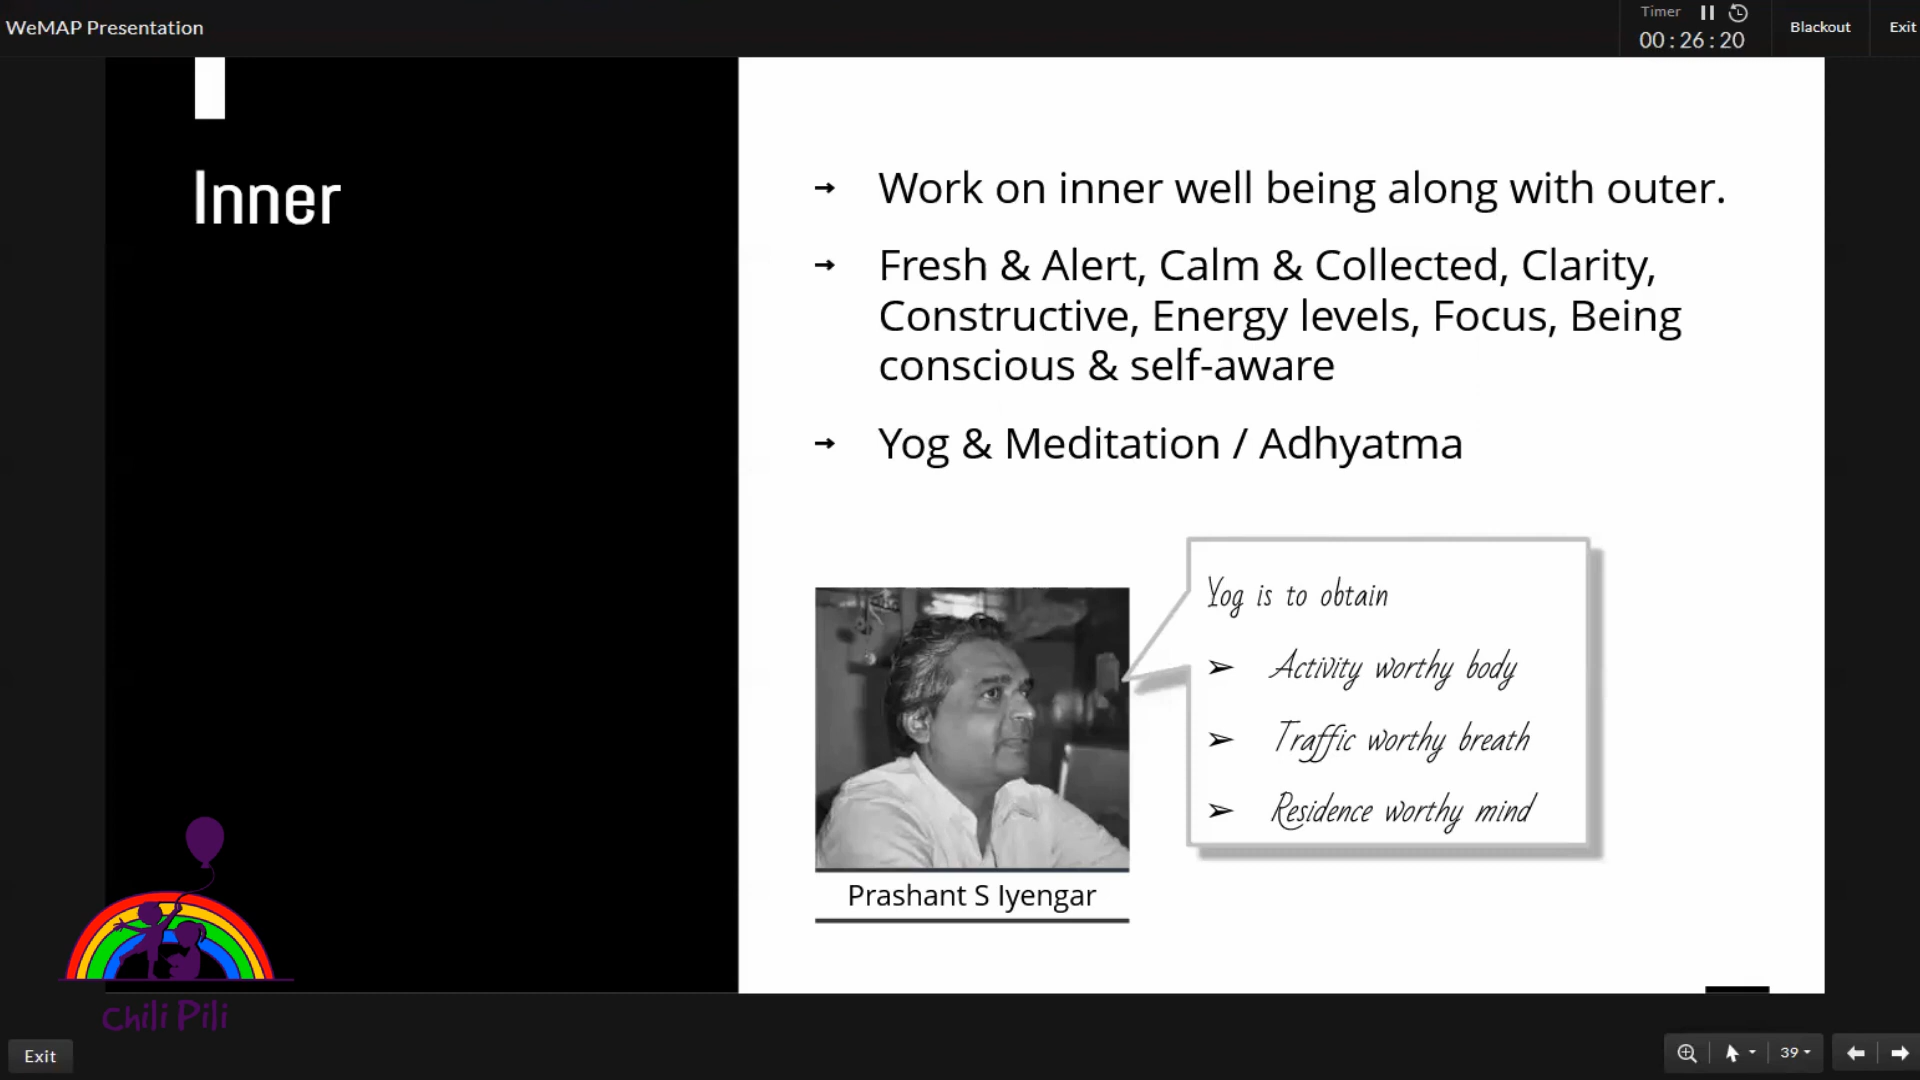 WeMAP Presentation
Timer
00:26:20
Blackout
Exit
Inner
→ Work on inner well being along with outer.
→ Fresh & Alert, Calm & Collected, Clarity,
Constructive, Energy levels, Focus, Being
conscious & self-aware
→ Yog & Meditation / Adhyatma
Yog is to obtain
➢ Activity worthy body
➢ Traffic worthy breath
➢ Residence worthy mind
Prashant S Iyengar
Chili Pili
Exit
39